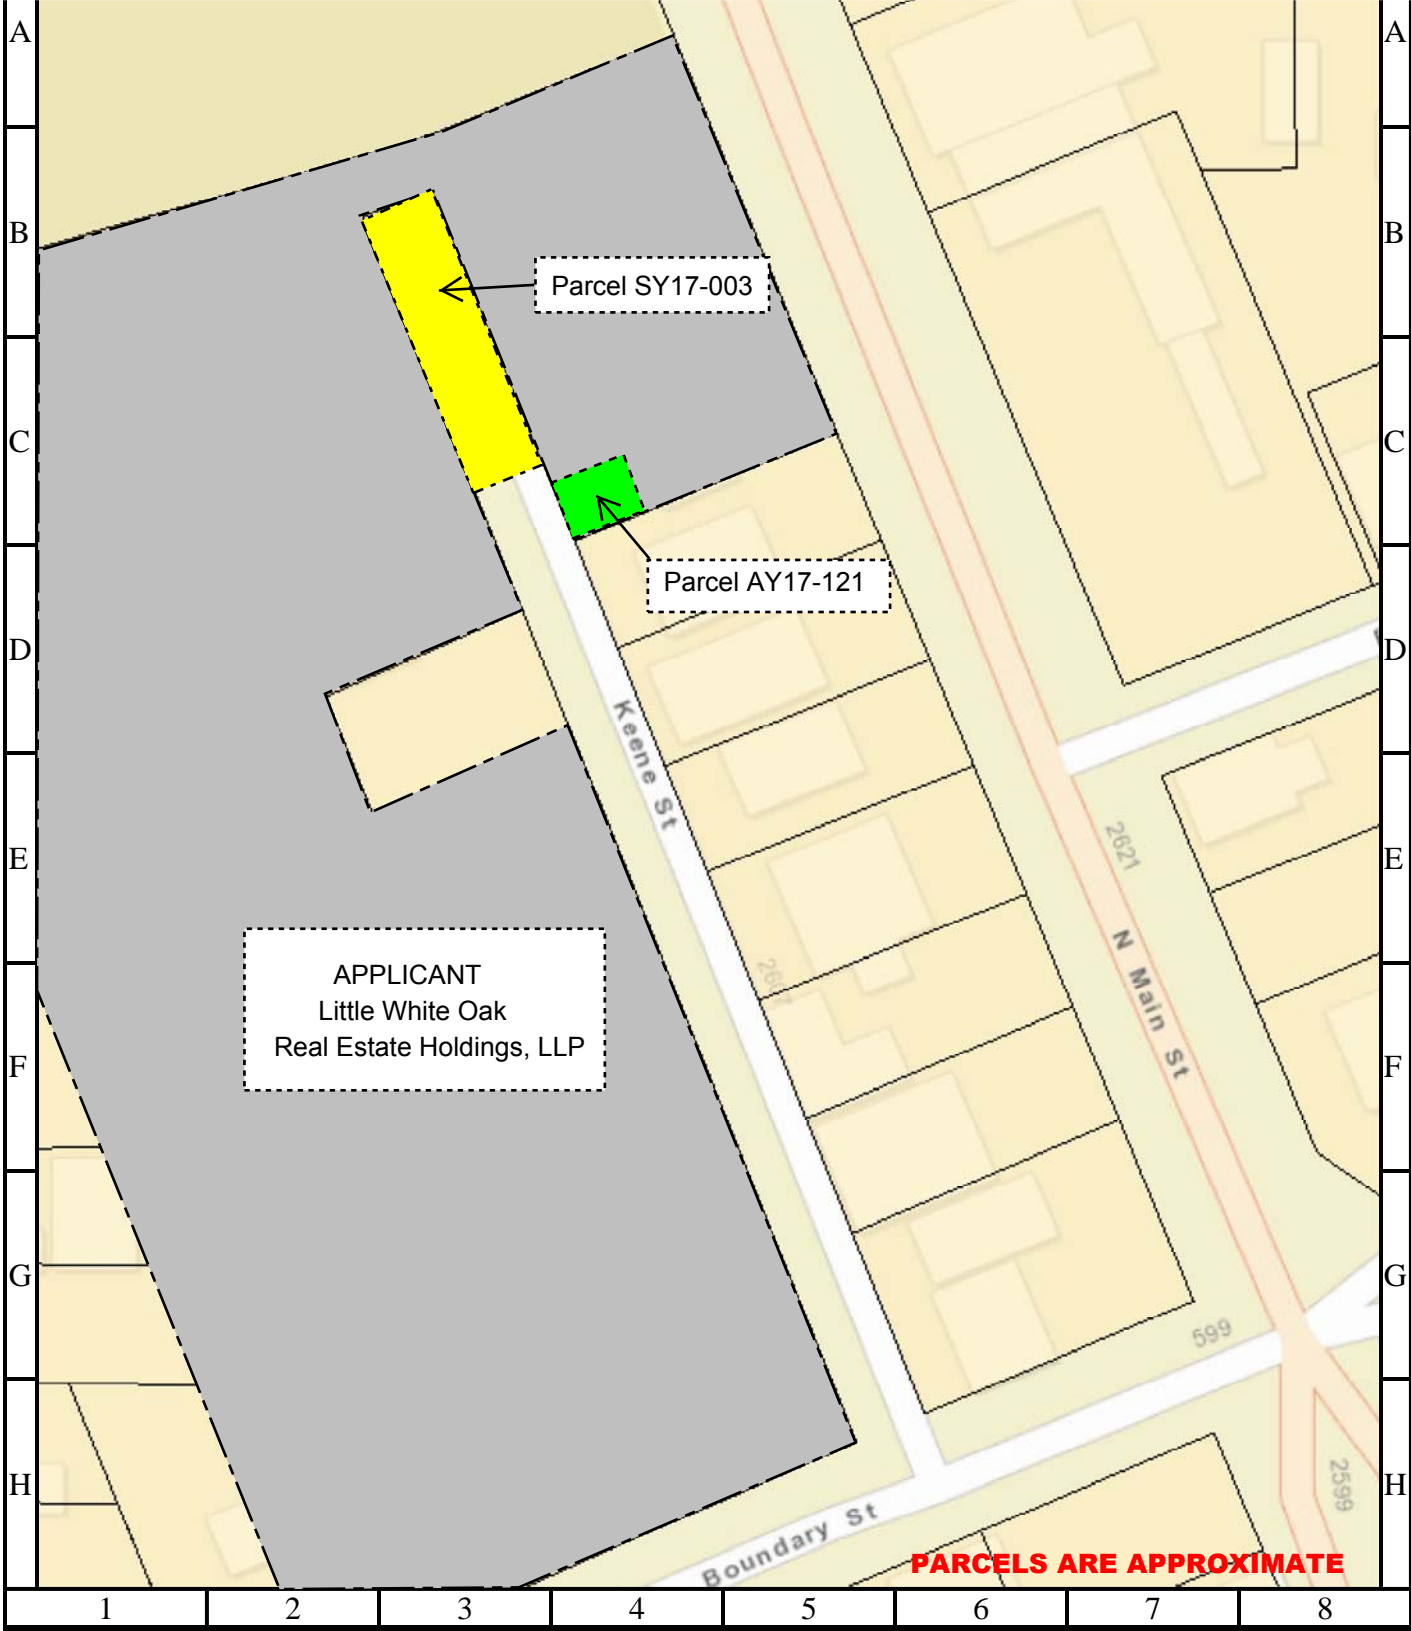 A
A
B
B
Parcel SY17-003
C
C
Parcel AY17-121
D
D
Keene St
2621
E
E
N Main St
APPLICANT
Little White Oak
Real Estate Holdings, LLP
F
F
G
G
599
H
H
2599
Boundary St
PARCELS ARE APPROXIMATE
1
2
3
4
5
6
7
8